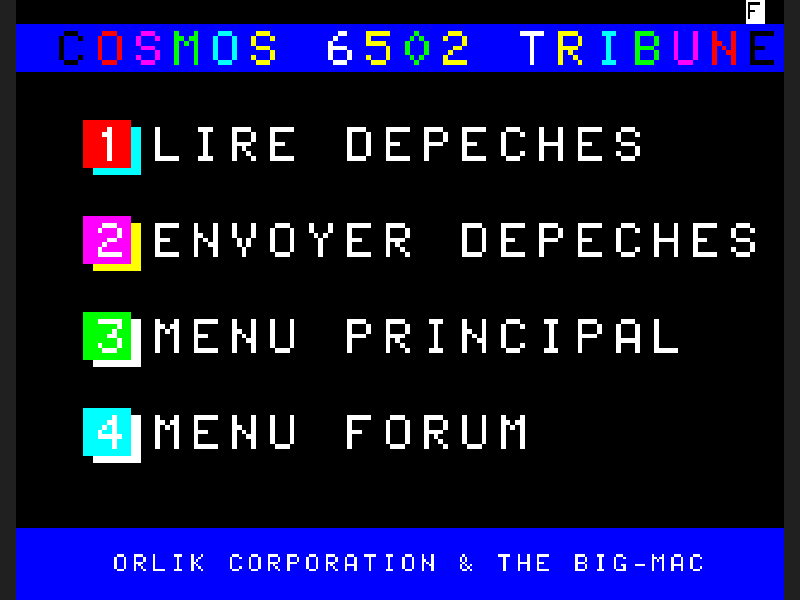 F
COSMOS 6502 TRIBUNE
1 LIRE DEPECHES
2 ENVOYER DEPECHES
3 MENU PRINCIPAL
4 MENU FORUM
ORLIK CORPORATION & THE BIG-MAC